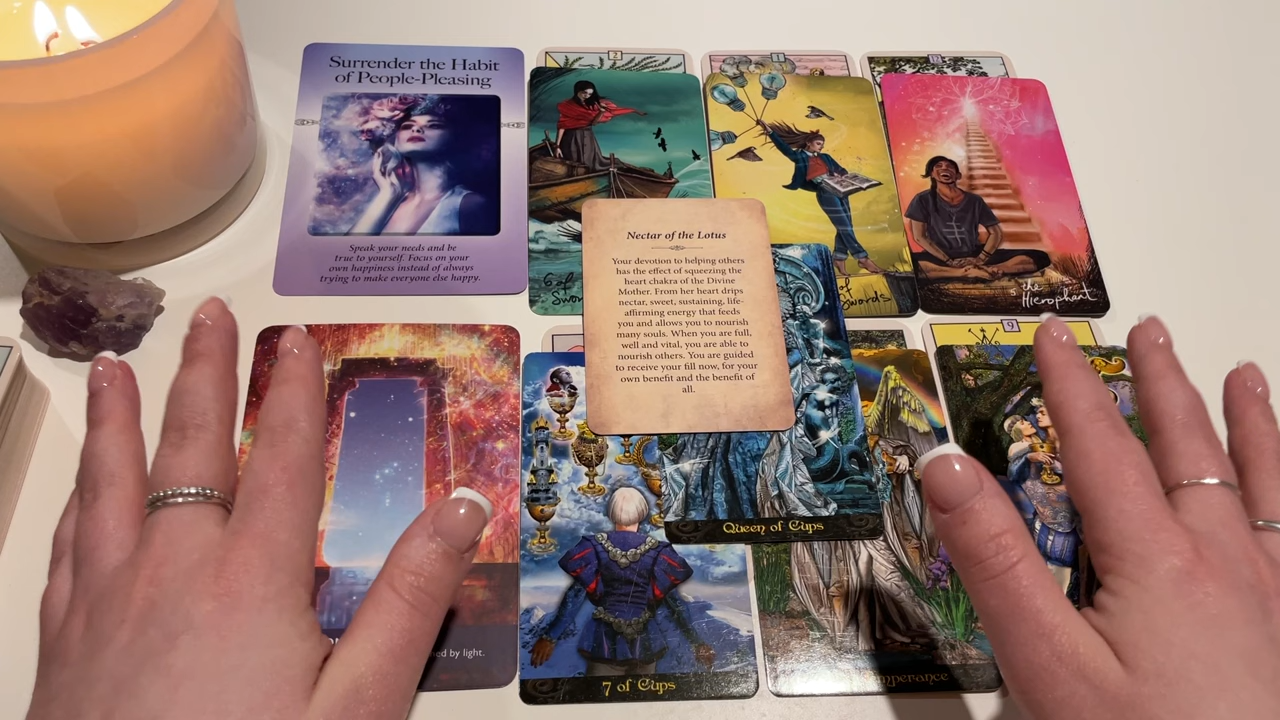 Surrender the Habit
of People-Pleasing
Speak your needs and be
true to yourself. Focus on your
own happiness instead of always
trying to make everyone else happy.
2
1
6 of
Swords
of
Swords
5 the
Hierophant
Nectar of the Lotus
Your devotion to helping others
has the effect of squeezing the
heart chakra of the Divine
Mother. From her heart drips
nectar, sweet, sustaining, life-
affirming energy that feeds
you and allows you to nourish
many souls. When you are full,
well and vital, you are able to
nourish others. You are guided
to receive your fill now, for your
own benefit and the benefit of
all.
9
Queen of Cups
ed by light.
7 of Cups
mperance